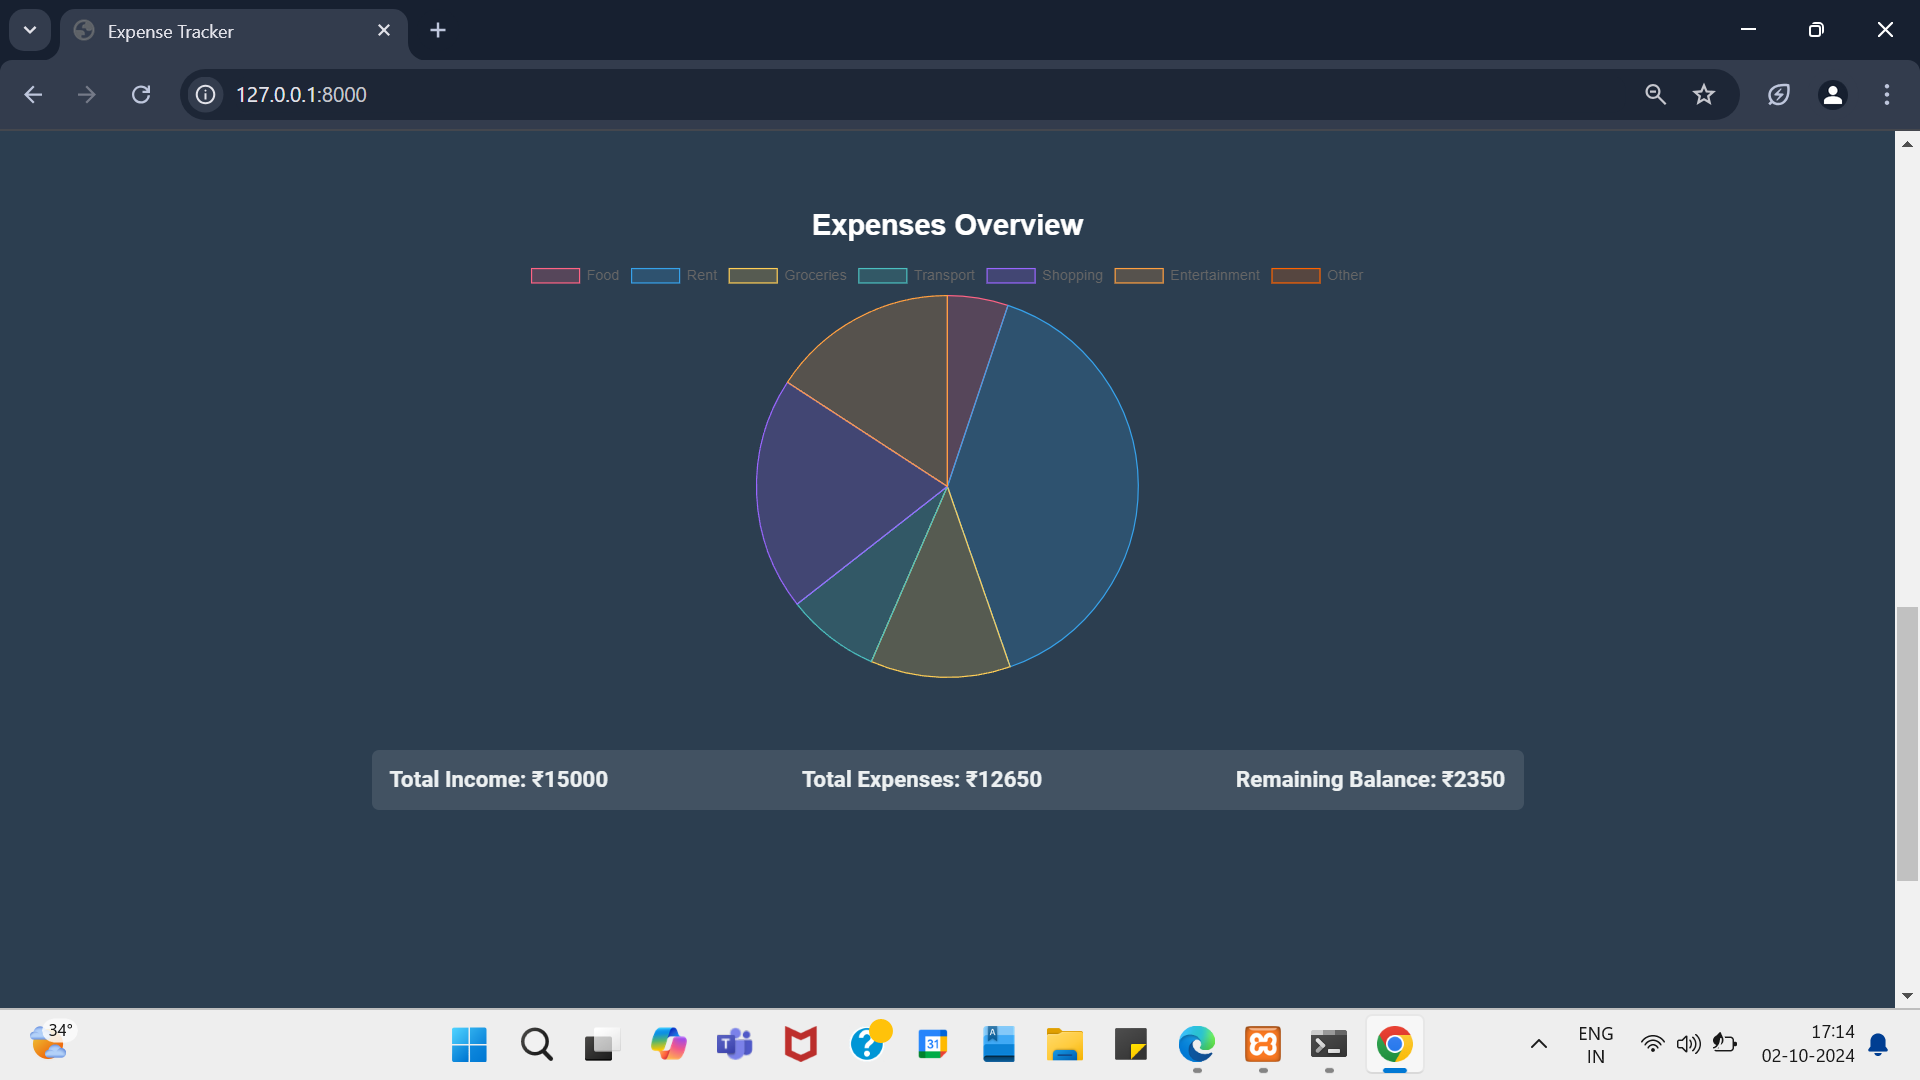 Expense Tracker
127.0.0.1:8000
Expenses Overview
Food Rent Groceries Transport Shopping Entertainment Other
Total Income: ₹15000 Total Expenses: ₹12650 Remaining Balance: ₹2350
34°
31
A
ENG
IN
17:14
02-10-2024